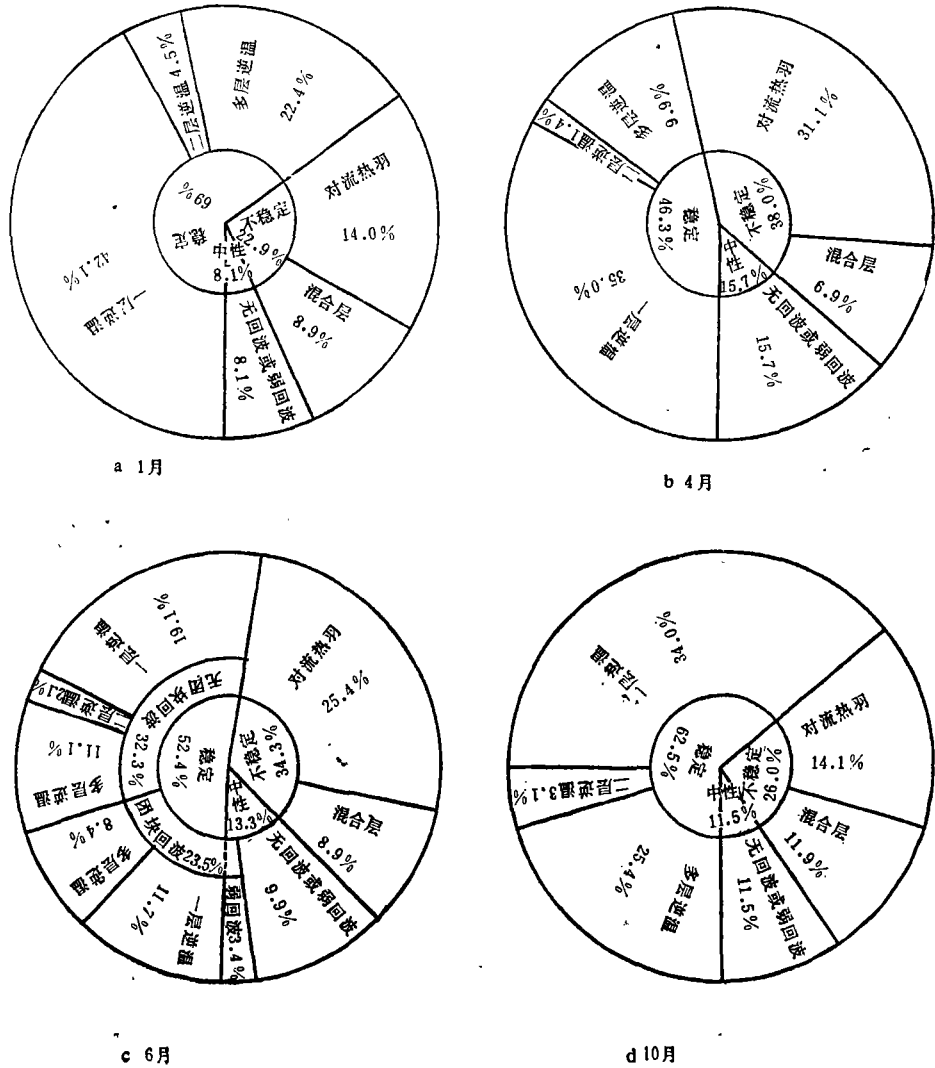 二层逆温4.5%
多层逆温
22.4%
对流热羽
14.0%
混合层
8.9%
无回波或弱回波
8.1%
一层逆温
42.1%
稳定
69%
不稳定
22.9%
中性
8.1%
a 1月
二层逆温1.4%
多层逆温
9.9%
对流热羽
31.1%
混合层
6.9%
无回波或弱回波
15.7%
一层逆温
35.0%
稳定
46.3%
不稳定
38.0%
中性
15.7%
b 4月
一层逆温
19.1%
对流热羽
25.4%
混合层
8.9%
无回波或弱回波
9.9%
弱回波3.4%
一层逆温
11.7%
多层逆温
8.4%
多层逆温
11.1%
二层逆温2.1%
无团块回波 32.3%
团块回波23.5%
稳定
52.4%
不稳定
34.3%
中性
13.3%
c 6月
一层逆温
34.0%
对流热羽
14.1%
混合层
11.9%
无回波或弱回波
11.5%
多层逆温
25.4%
二层逆温3.1%
稳定
62.5%
不稳定
26.0%
中性
11.5%
d 10月